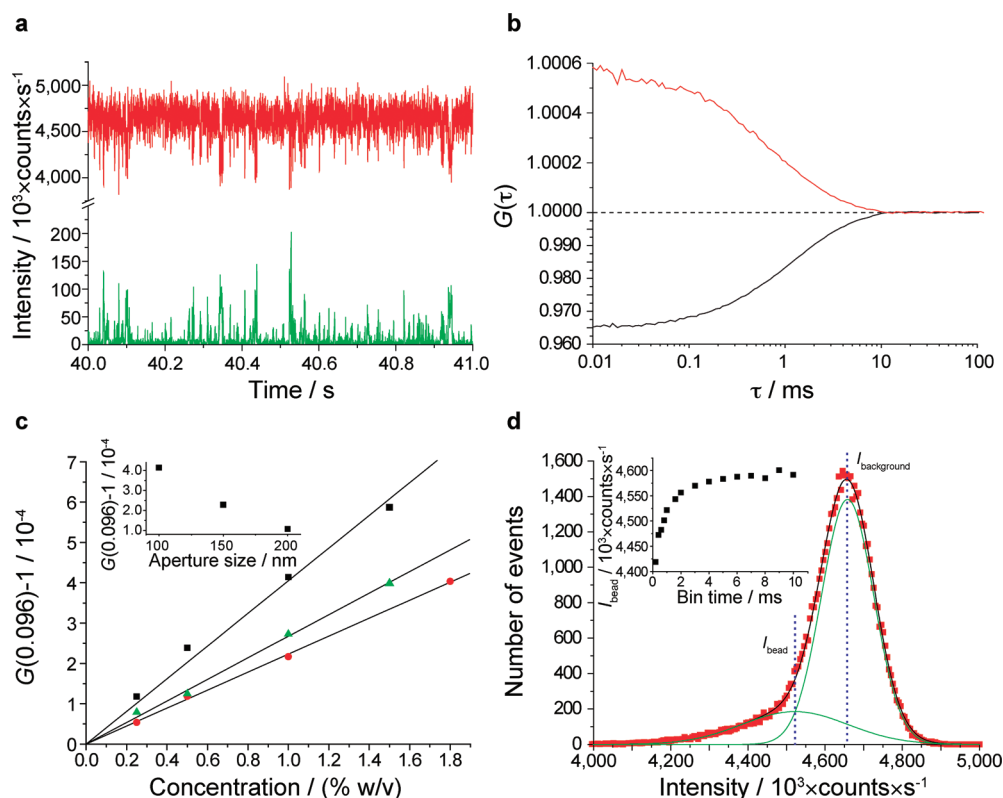 a
5,000
4,500
4,000
200
150
100
50
0
Intensity / 10³×counts×s⁻¹
40.0 40.2 40.4 40.6 40.8 41.0
Time / s
b
1.0006
1.0004
1.0002
1.0000
0.990
0.980
0.970
0.960
G(τ)
0.01 0.1 1 10 100
τ / ms
c
7
6
5
4
3
2
1
0
G(0.096)-1 / 10⁻⁴
0.0 0.2 0.4 0.6 0.8 1.0 1.2 1.4 1.6 1.8
Concentration / (% w/v)
G(0.096)-1 / 10⁻⁴
4.0
3.0
2.0
1.0
100 150 200
Aperture size / nm
d
1,600
1,400
1,200
1,000
800
600
400
200
0
Number of events
4,000 4,200 4,400 4,600 4,800 5,000
Intensity / 10³×counts×s⁻¹
I bead / 10³×counts×s⁻¹
4,600
4,550
4,500
4,450
4,400
0 2 4 6 8 10
Bin time / ms
I background
I bead